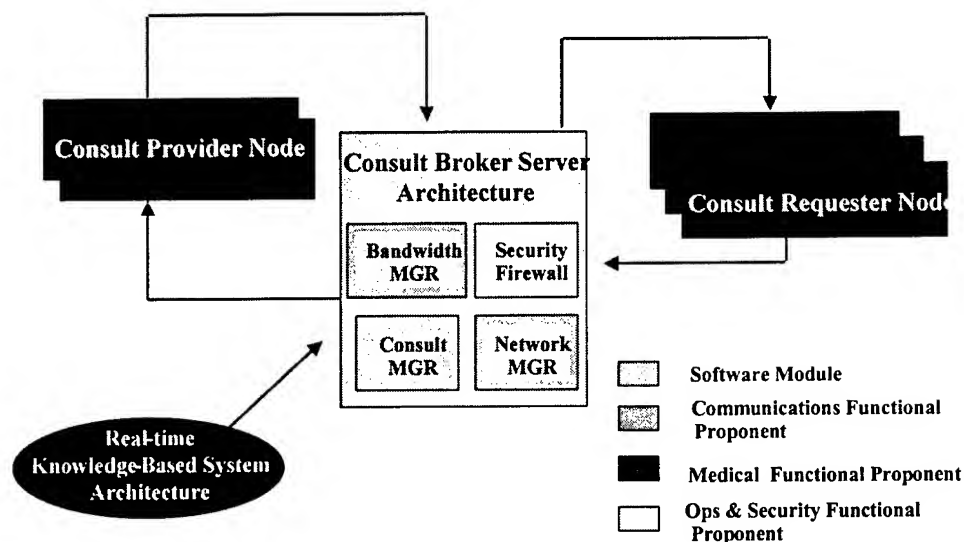 Consult Provider Node
Consult Broker Server
Architecture
Consult Requester Node
Bandwidth
MGR
Security
Firewall
Consult
MGR
Network
MGR
Real-time
Knowledge-Based System
Architecture
Software Module
Communications Functional
Proponent
Medical Functional Proponent
Ops & Security Functional
Proponent